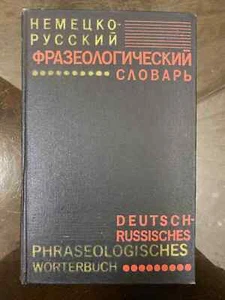 НЕМЕЦКО-
РУССКИЙ
ФРАЗЕОЛОГИЧЕСКИЙ
СЛОВАРЬ
DEUTSCH-
RUSSISCHES
PHRASEOLOGISCHES
WÖRTERBUCH